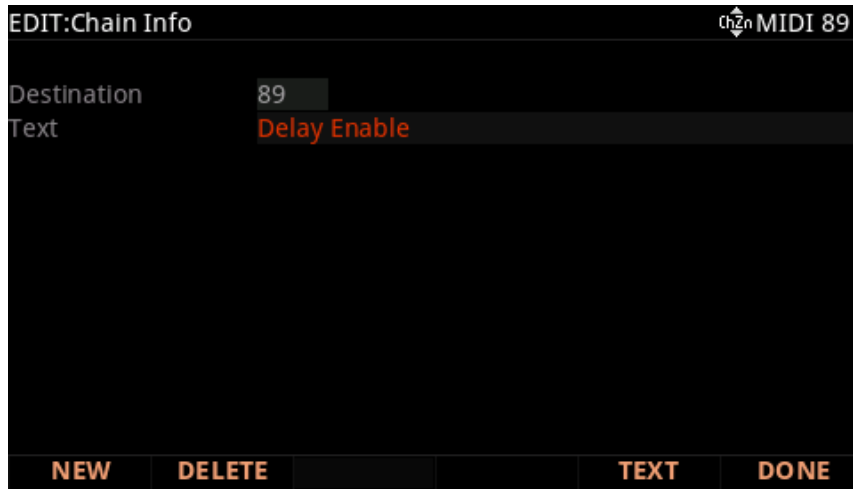 EDIT:Chain Info ChZn MIDI 89
Destination 89
Text Delay Enable
NEW DELETE TEXT DONE